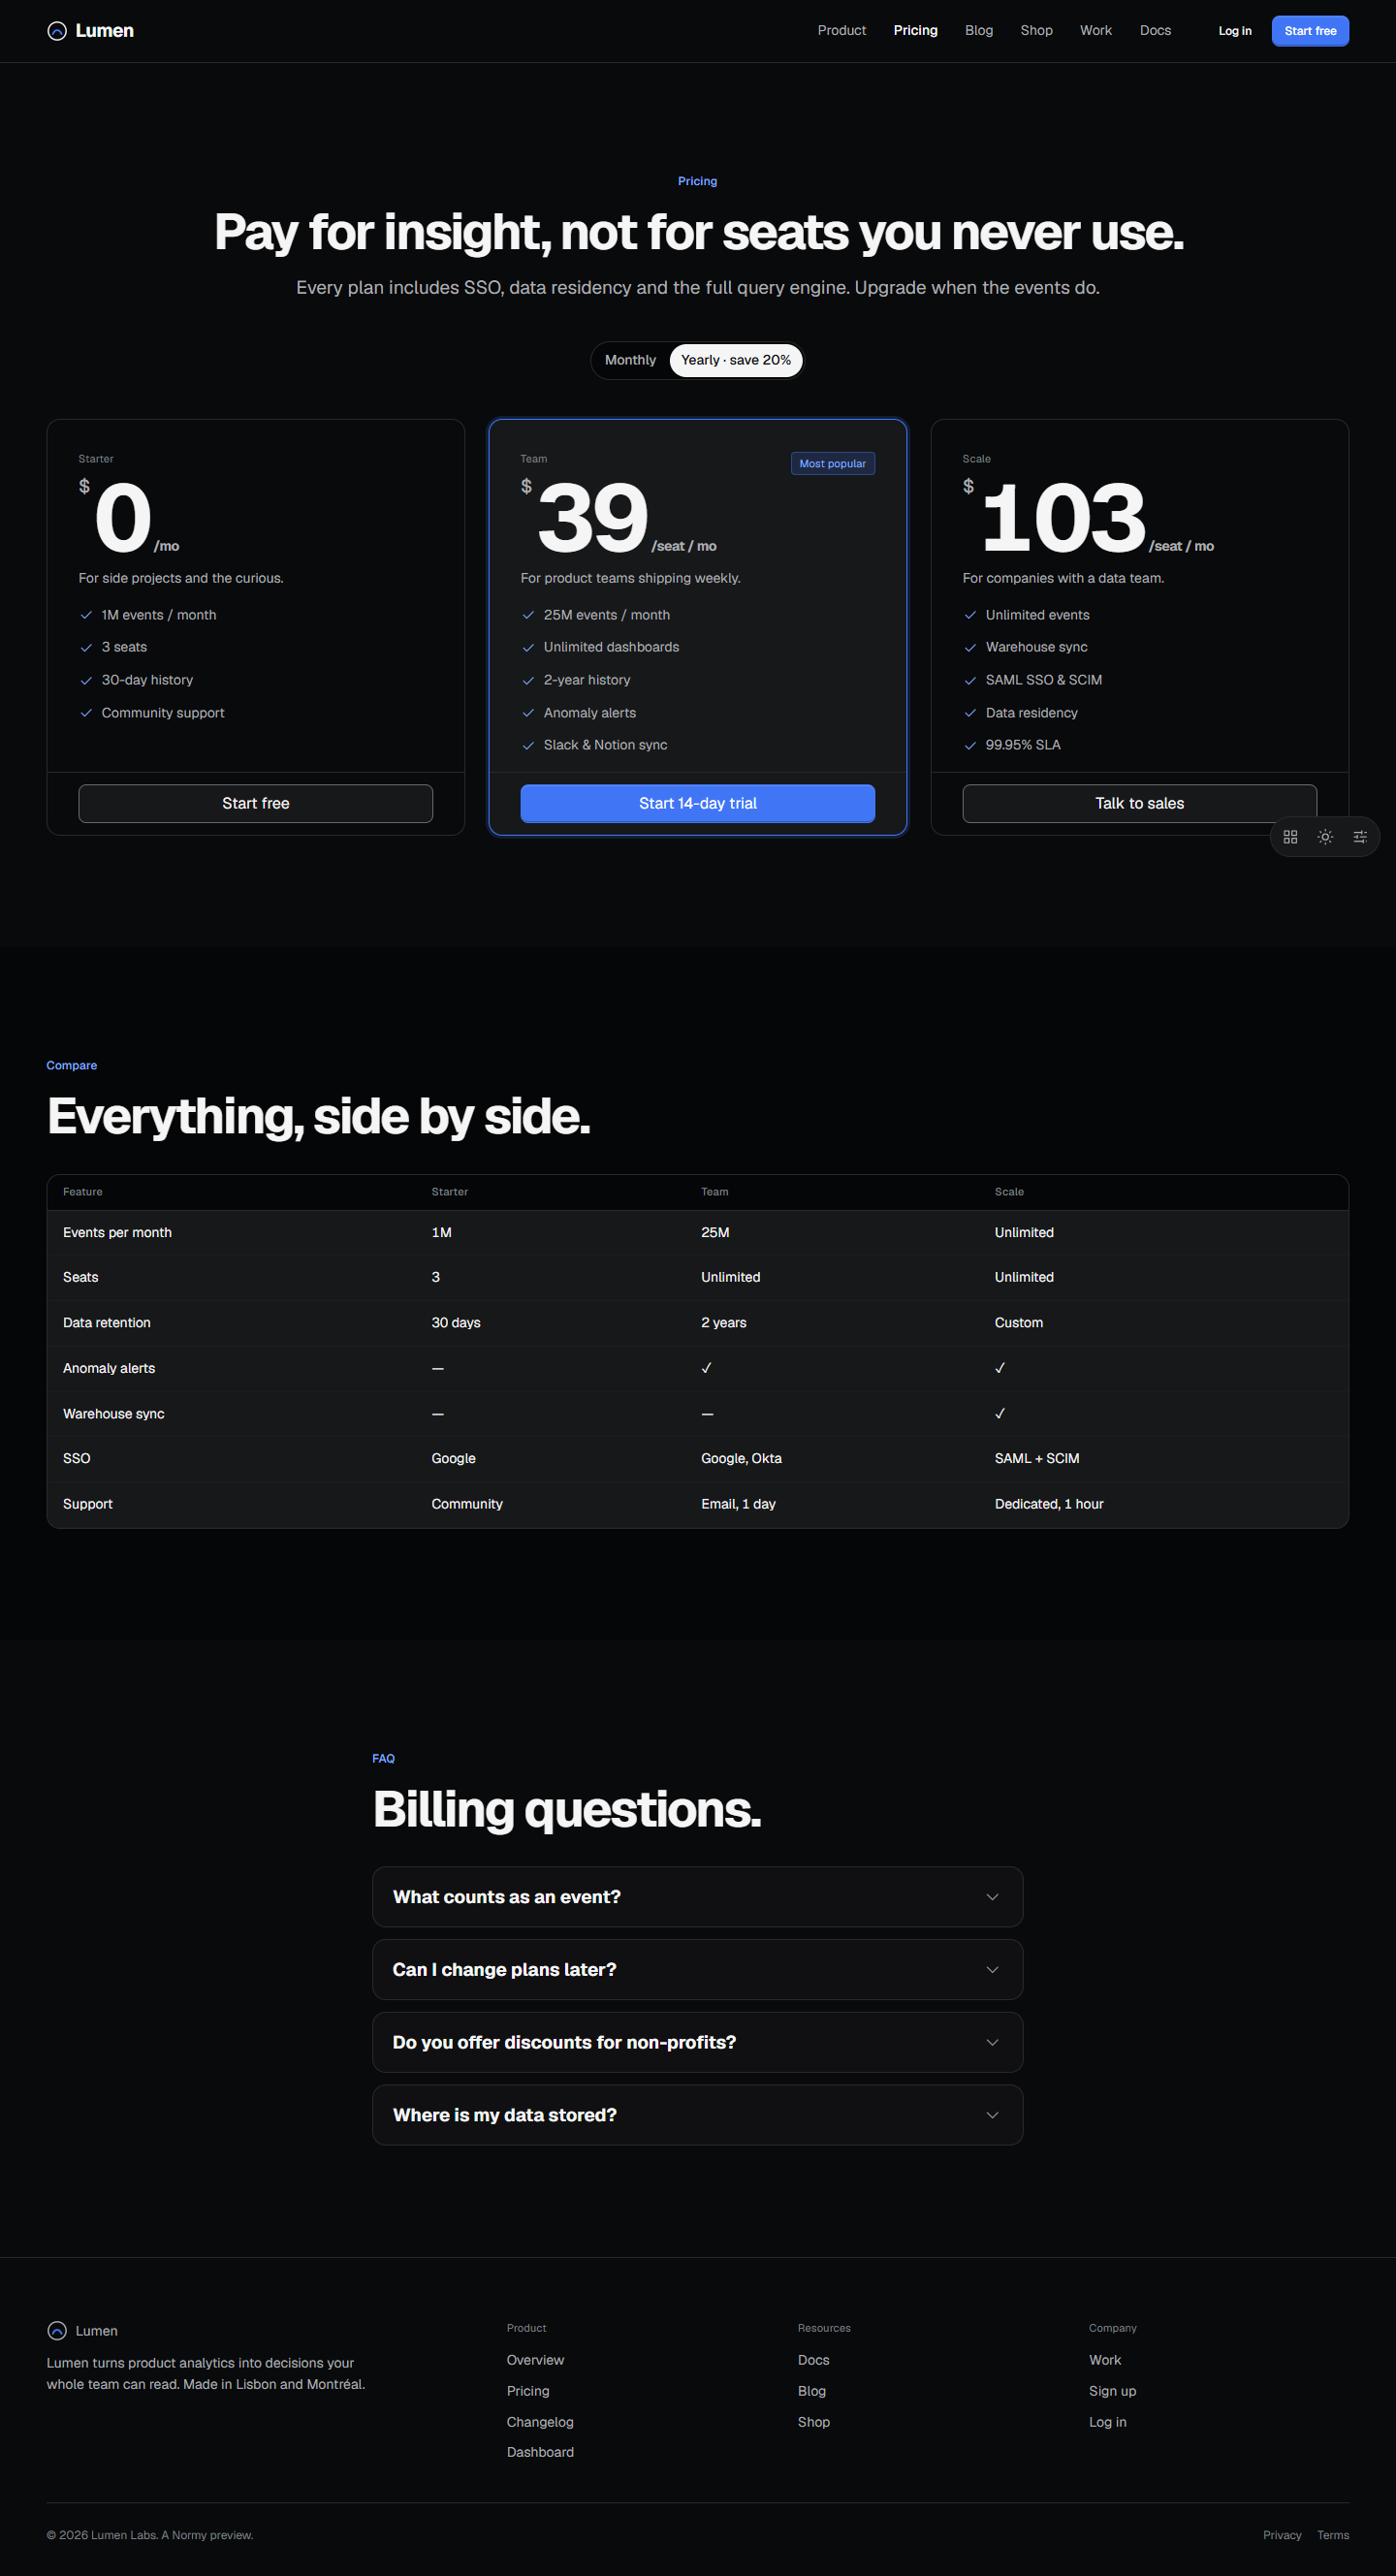 Lumen
Product Pricing Blog Shop Work Docs Log in Start free
Pricing
Pay for insight, not for seats you never use.
Every plan includes SSO, data residency and the full query engine. Upgrade when the events do.
Monthly Yearly · save 20%
Starter
$0/mo
For side projects and the curious.
1M events / month
3 seats
30-day history
Community support
Start free
Team
Most popular
$39/seat / mo
For product teams shipping weekly.
25M events / month
Unlimited dashboards
2-year history
Anomaly alerts
Slack & Notion sync
Start 14-day trial
Scale
$103/seat / mo
For companies with a data team.
Unlimited events
Warehouse sync
SAML SSO & SCIM
Data residency
99.95% SLA
Talk to sales
Compare
Everything, side by side.
Feature Starter Team Scale
Events per month 1M 25M Unlimited
Seats 3 Unlimited Unlimited
Data retention 30 days 2 years Custom
Anomaly alerts — ✓ ✓
Warehouse sync — — ✓
SSO Google Google, Okta SAML + SCIM
Support Community Email, 1 day Dedicated, 1 hour
FAQ
Billing questions.
What counts as an event?
Can I change plans later?
Do you offer discounts for non-profits?
Where is my data stored?
Lumen
Lumen turns product analytics into decisions your
whole team can read. Made in Lisbon and Montréal.
Product
Overview
Pricing
Changelog
Dashboard
Resources
Docs
Blog
Shop
Company
Work
Sign up
Log in
© 2026 Lumen Labs. A Normy preview.
Privacy Terms